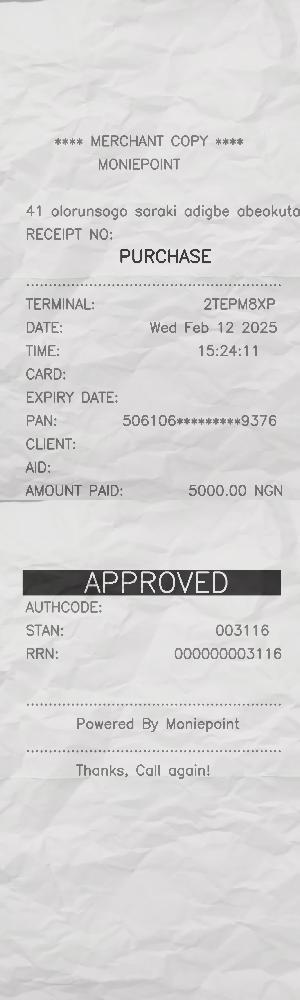 **** MERCHANT COPY ****
MONIEPOINT
41 olorunsogo saraki adigbe abeokuta
RECEIPT NO:
PURCHASE
TERMINAL: 2TEPM8XP
DATE: Wed Feb 12 2025
TIME: 15:24:11
CARD:
EXPIRY DATE:
PAN: 506106*********9376
CLIENT:
AID:
AMOUNT PAID: 5000.00 NGN
APPROVED
AUTHCODE:
STAN: 003116
RRN: 000000003116
Powered By Moniepoint
Thanks, Call again!